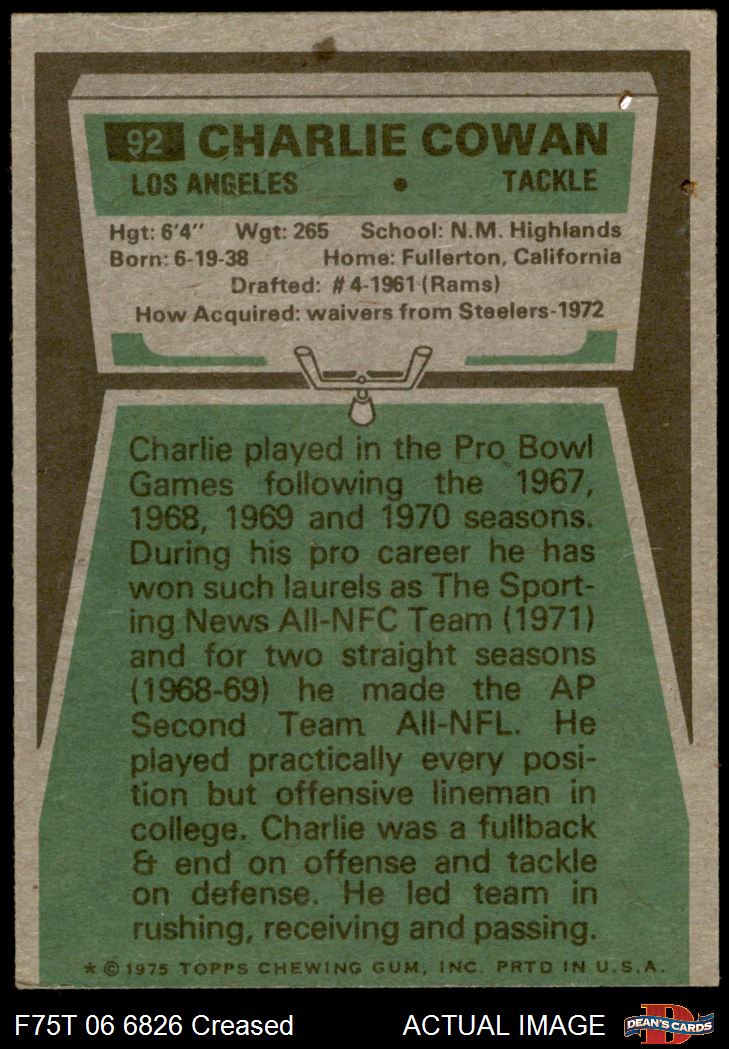 92 CHARLIE COWAN
LOS ANGELES • TACKLE
Hgt: 6'4" Wgt: 265 School: N.M. Highlands
Born: 6-19-38 Home: Fullerton, California
Drafted: #4-1961 (Rams)
How Acquired: waivers from Steelers-1972
Charlie played in the Pro Bowl
Games following the 1967,
1968, 1969 and 1970 seasons.
During his pro career he has
won such laurels as The Sport-
ing News All-NFC Team (1971)
and for two straight seasons
(1968-69) he made the AP
Second Team All-NFL. He
played practically every posi-
tion but offensive lineman in
college. Charlie was a fullback
& end on offense and tackle
on defense. He led team in
rushing, receiving and passing.
* © 1975 TOPPS CHEWING GUM, INC. PRTD IN U.S.A.
F75T 06 6826 Creased ACTUAL IMAGE D DEAN'S CARDS